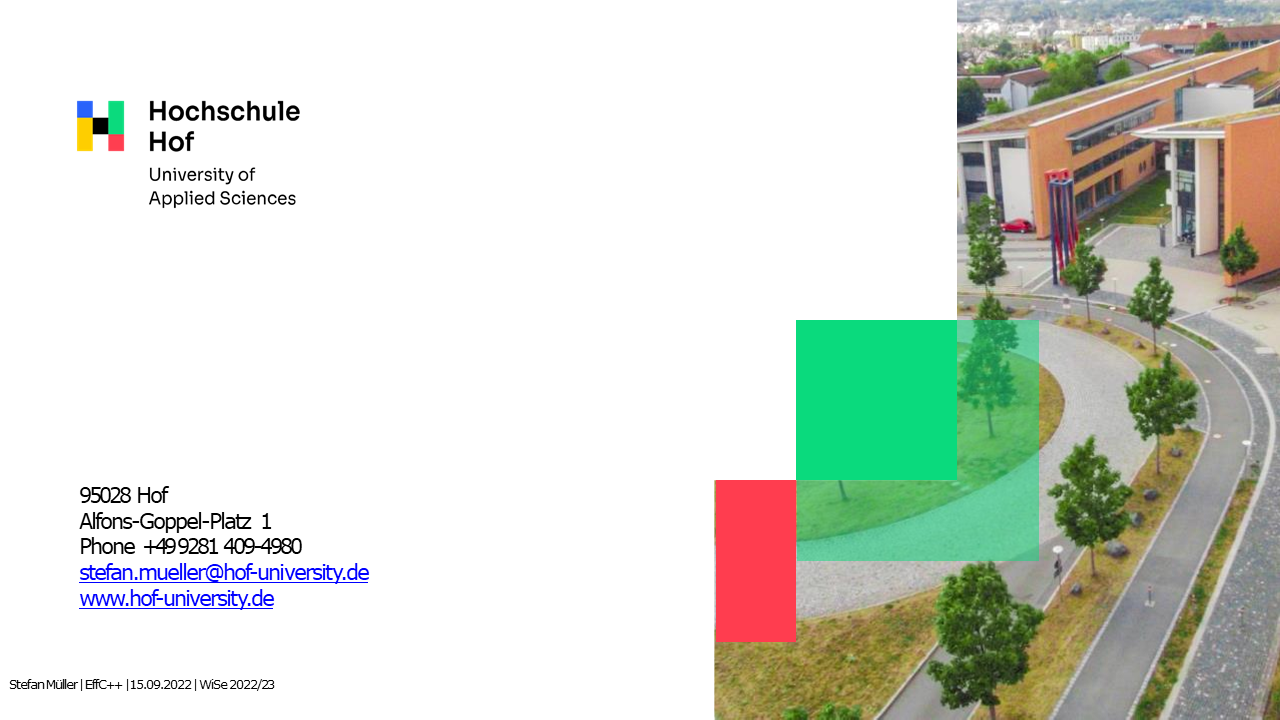 Hochschule
Hof
University of
Applied Sciences
95028 Hof
Alfons-Goppel-Platz 1
Phone +49 9281 409-4980
stefan.mueller@hof-university.de
www.hof-university.de
Stefan Müller | EffC++ | 15.09.2022 | WiSe 2022/23